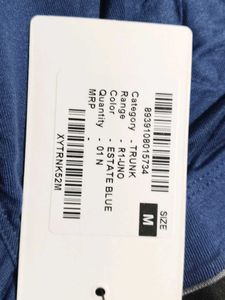 8939108015734
Category - TRUNK
Range - R1-UNO
Color - ESTATE BLUE
Quantity - 01 N
MRP
XYTRNK52M
SIZE
M